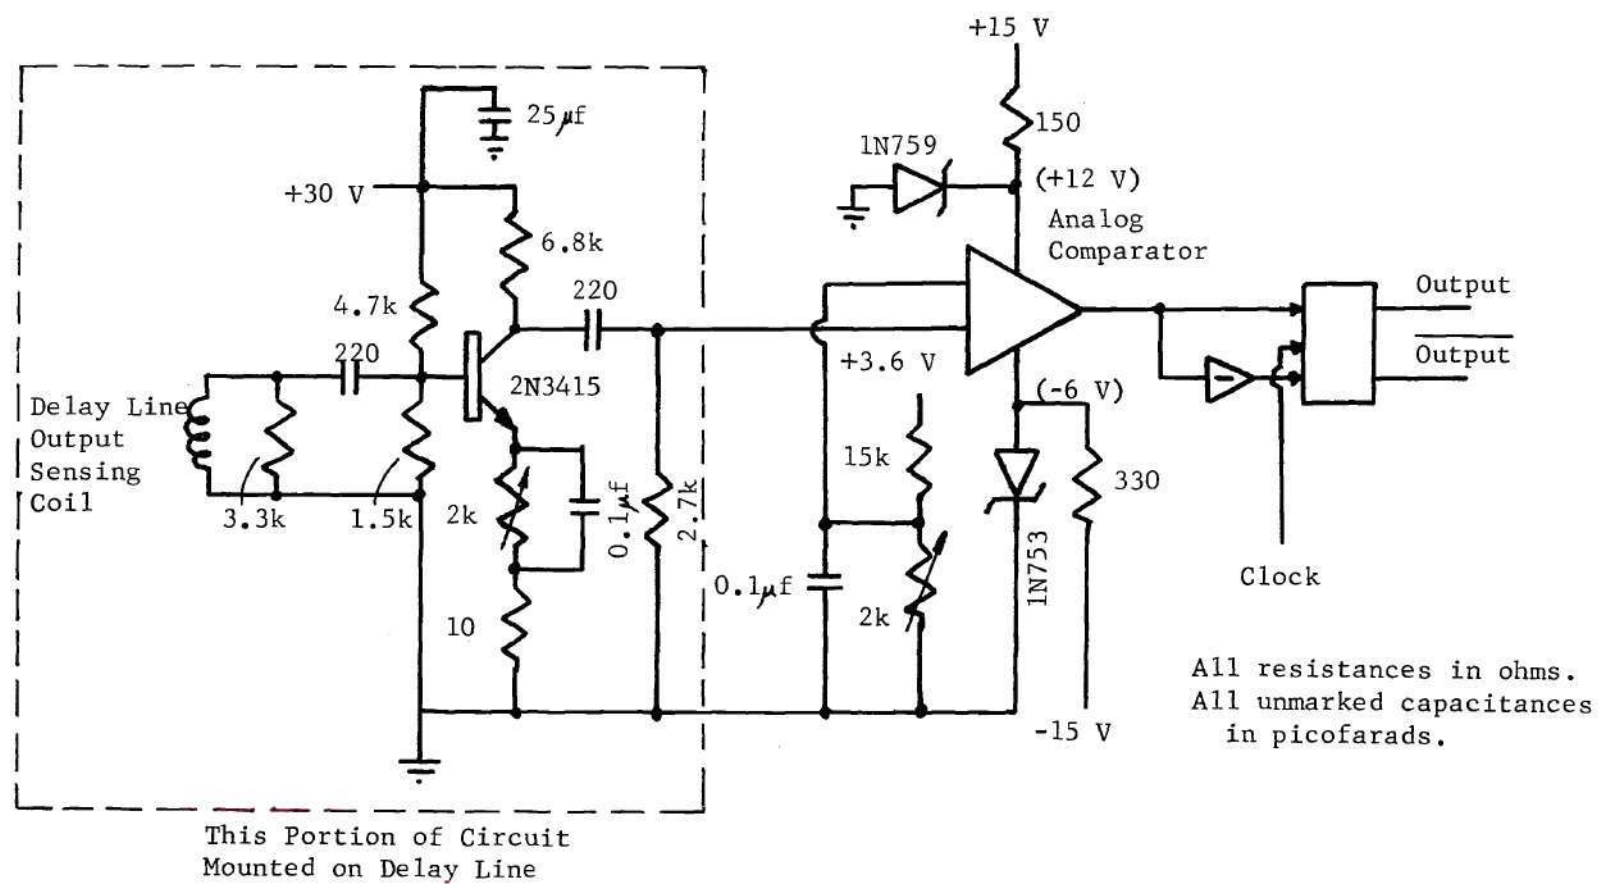 +15 V
25μf
150
1N759
+30 V
(+12 V)
Analog
Comparator
6.8k
4.7k
220
Output
220
+3.6 V
Output
2N3415
(-6 V)
Delay Line
Output
Sensing
Coil
15k
330
3.3k
1.5k
2k
0.1μf
2.7k
1N753
0.1μf
2k
Clock
10
-15 V
All resistances in ohms.
All unmarked capacitances
in picofarads.
This Portion of Circuit
Mounted on Delay Line